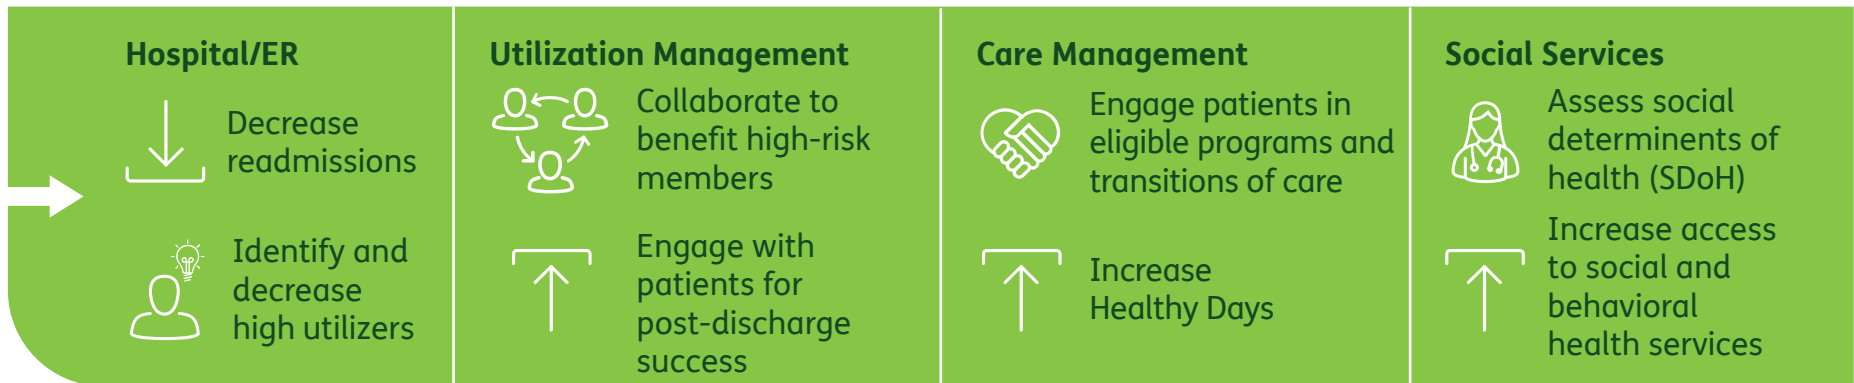 Hospital/ER
Decrease
readmissions
Identify and
decrease
high utilizers
Utilization Management
Collaborate to
benefit high-risk
members
Engage with
patients for
post-discharge
success
Care Management
Engage patients in
eligible programs and
transitions of care
Increase
Healthy Days
Social Services
Assess social
determinents of
health (SDoH)
Increase access
to social and
behavioral
health services